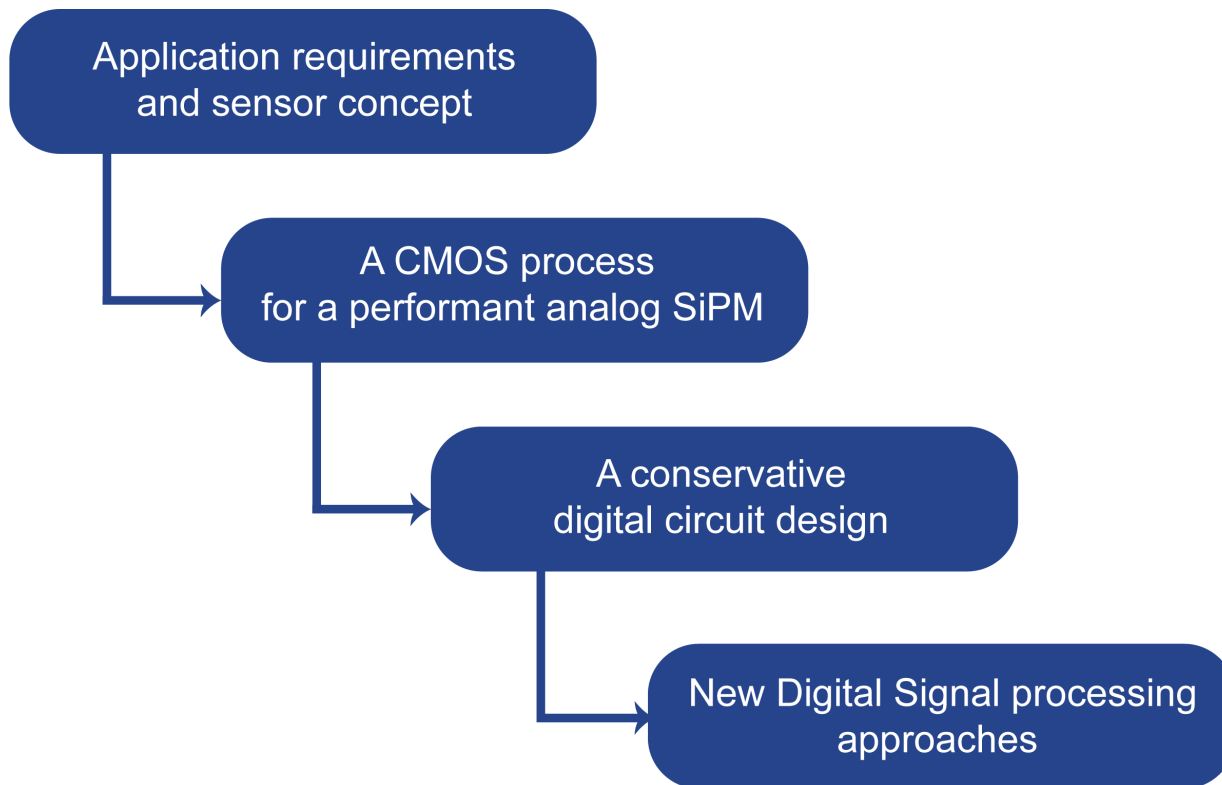 Application requirements
and sensor concept
A CMOS process
for a performant analog SiPM
A conservative
digital circuit design
New Digital Signal processing
approaches